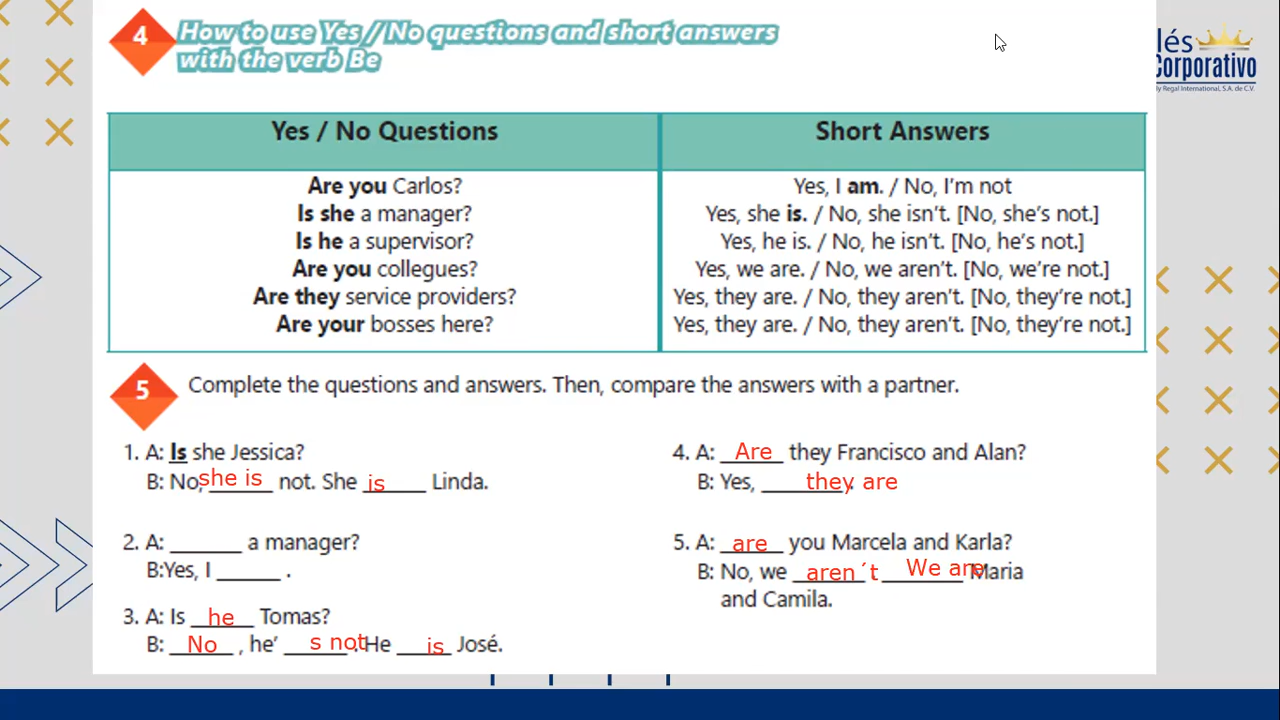 4 How to use Yes / No questions and short answers
with the verb Be
lés
Corporativo
ly Regal International, S.A. de C.V.
Yes / No Questions Short Answers
Are you Carlos? Yes, I am. / No, I'm not
Is she a manager? Yes, she is. / No, she isn't. [No, she's not.]
Is he a supervisor? Yes, he is. / No, he isn't. [No, he's not.]
Are you collegues? Yes, we are. / No, we aren't. [No, we're not.]
Are they service providers? Yes, they are. / No, they aren't. [No, they're not.]
Are your bosses here? Yes, they are. / No, they aren't. [No, they're not.]
5 Complete the questions and answers. Then, compare the answers with a partner.
1. A: Is she Jessica?
B: No, she is not. She is Linda.
2. A: ______ a manager?
B:Yes, I ______ .
3. A: Is he Tomas?
B: No , he' s not . He is José.
4. A: Are they Francisco and Alan?
B: Yes, they are .
5. A: are you Marcela and Karla?
B: No, we aren´t We are Maria
and Camila.